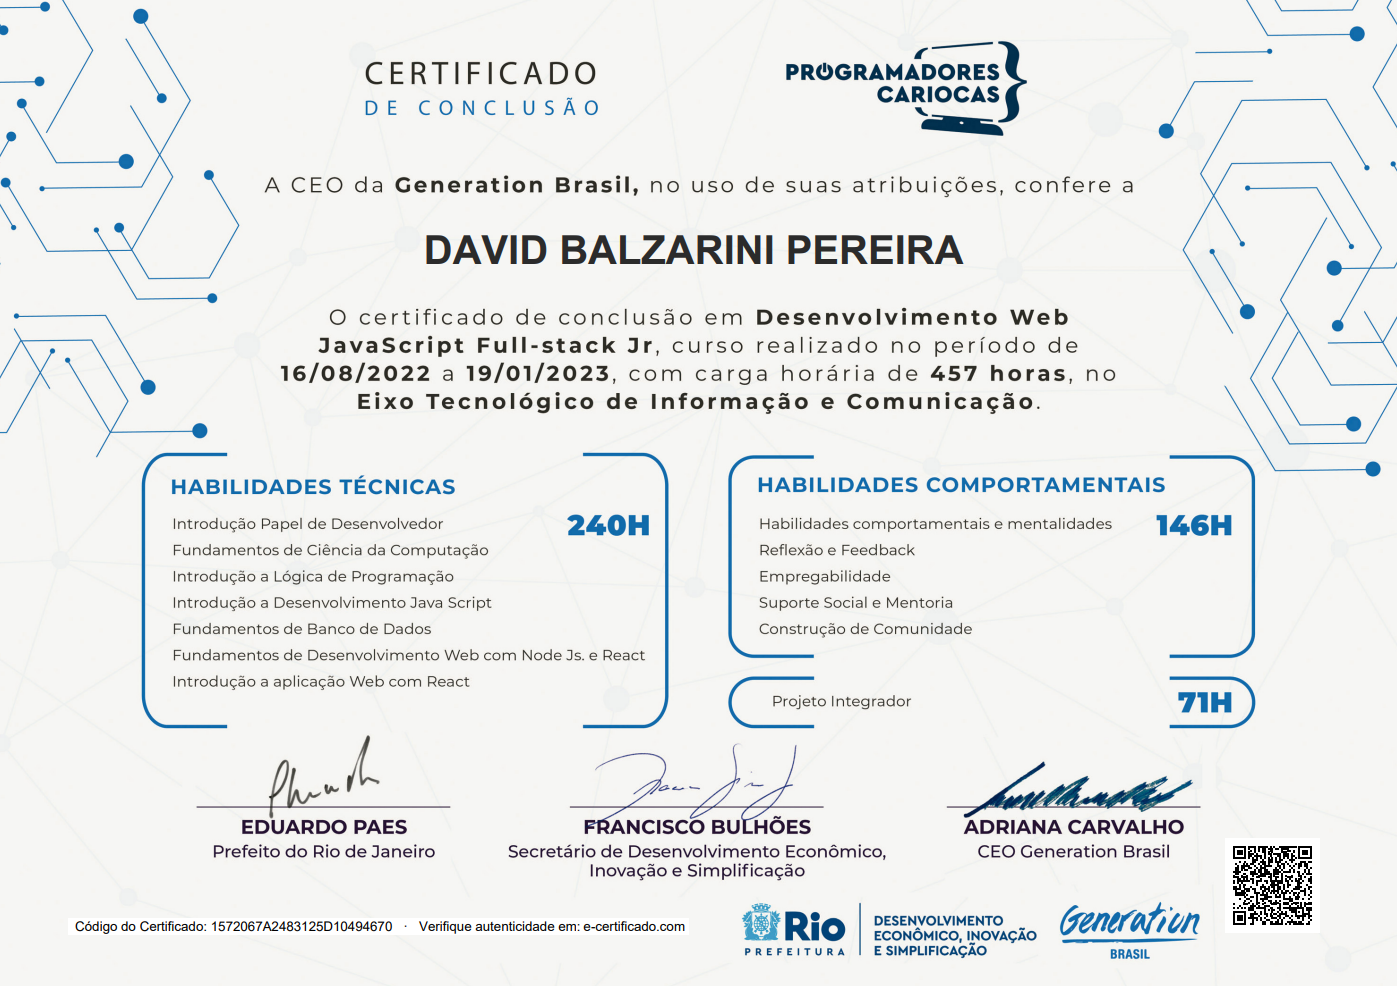 CERTIFICADO
DE CONCLUSÃO
PROGRAMADORES
CARIOCAS
A CEO da Generation Brasil, no uso de suas atribuições, confere a
DAVID BALZARINI PEREIRA
O certificado de conclusão em Desenvolvimento Web
JavaScript Full-stack Jr, curso realizado no período de
16/08/2022 a 19/01/2023, com carga horária de 457 horas, no
Eixo Tecnológico de Informação e Comunicação.
HABILIDADES TÉCNICAS
240H
Introdução Papel de Desenvolvedor
Fundamentos de Ciência da Computação
Introdução a Lógica de Programação
Introdução a Desenvolvimento Java Script
Fundamentos de Banco de Dados
Fundamentos de Desenvolvimento Web com Node Js. e React
Introdução a aplicação Web com React
HABILIDADES COMPORTAMENTAIS
146H
Habilidades comportamentais e mentalidades
Reflexão e Feedback
Empregabilidade
Suporte Social e Mentoria
Construção de Comunidade
Projeto Integrador
71H
EDUARDO PAES
Prefeito do Rio de Janeiro
FRANCISCO BULHÕES
Secretário de Desenvolvimento Econômico,
Inovação e Simplificação
ADRIANA CARVALHO
CEO Generation Brasil
Código do Certificado: 1572067A2483125D10494670 · Verifique autenticidade em: e-certificado.com
Rio
PREFEITURA
DESENVOLVIMENTO
ECONÔMICO, INOVAÇÃO
E SIMPLIFICAÇÃO
Generation
BRASIL